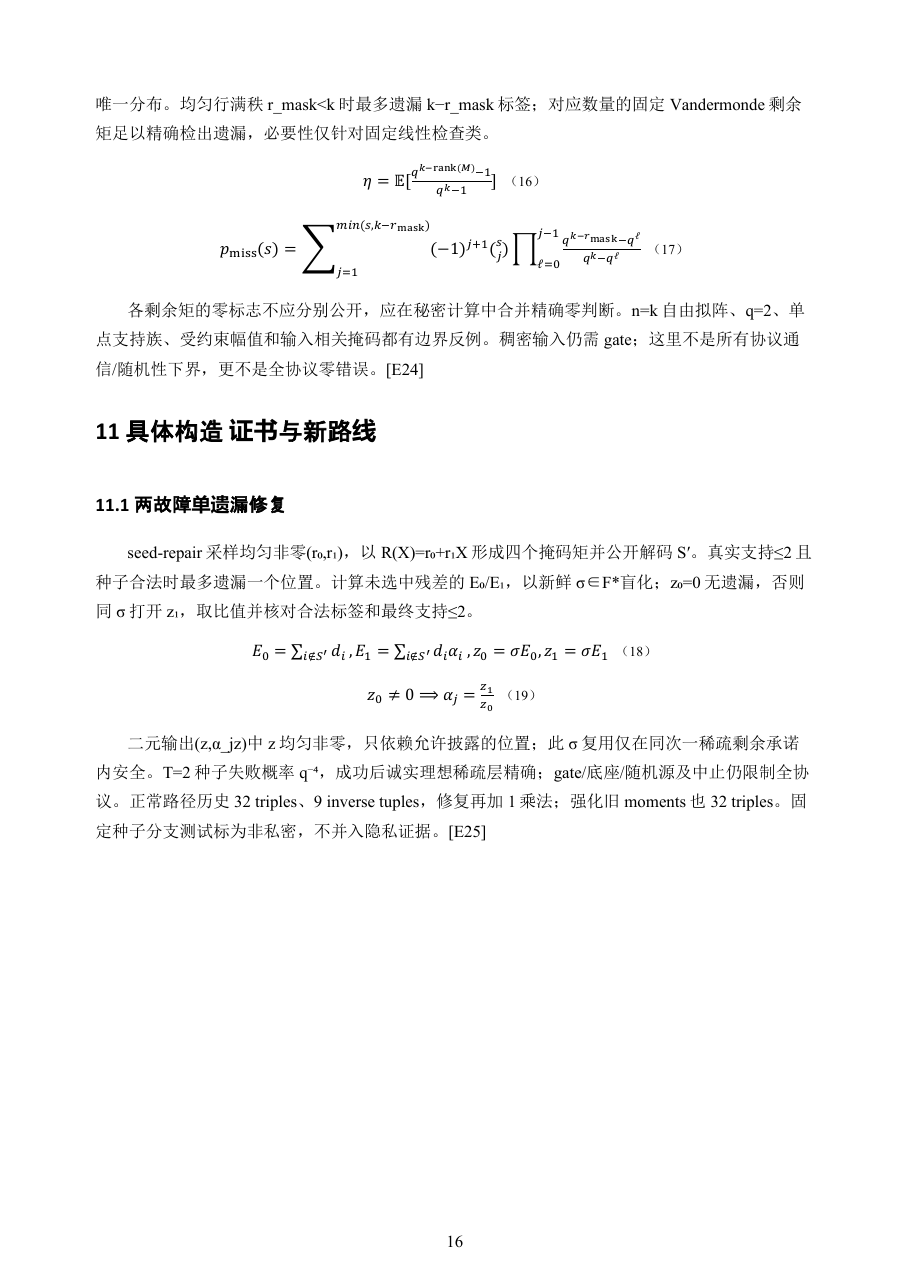 唯一分布。均匀行满秩 r_mask<k 时最多遗漏 k−r_mask 标签；对应数量的固定 Vandermonde 剩余
矩足以精确检出遗漏，必要性仅针对固定线性检查类。
𝜂 = 𝔼[(𝑞^{𝑘−rank(𝑀)}−1)/(𝑞^𝑘−1)] （16）
𝑝_miss(𝑠) = ∑_{𝑗=1}^{𝑚𝑖𝑛(𝑠,𝑘−𝑟_mask)} (−1)^{𝑗+1} (𝑠 𝑗) ∏_{ℓ=0}^{𝑗−1} (𝑞^{𝑘−𝑟_mask}−𝑞^ℓ)/(𝑞^𝑘−𝑞^ℓ) （17）
各剩余矩的零标志不应分别公开，应在秘密计算中合并精确零判断。n=k 自由拟阵、q=2、单
点支持族、受约束幅值和输入相关掩码都有边界反例。稠密输入仍需 gate；这里不是所有协议通
信/随机性下界，更不是全协议零错误。[E24]
11 具体构造 证书与新路线
11.1 两故障单遗漏修复
seed-repair 采样均匀非零(r₀,r₁)，以 R(X)=r₀+r₁X 形成四个掩码矩并公开解码 S′。真实支持≤2 且
种子合法时最多遗漏一个位置。计算未选中残差的 E₀/E₁，以新鲜 σ∈F*盲化；z₀=0 无遗漏，否则
同 σ 打开 z₁，取比值并核对合法标签和最终支持≤2。
𝐸₀ = ∑_{𝑖∉𝑆′} 𝑑ᵢ , 𝐸₁ = ∑_{𝑖∉𝑆′} 𝑑ᵢ𝛼ᵢ , 𝑧₀ = 𝜎𝐸₀, 𝑧₁ = 𝜎𝐸₁ （18）
𝑧₀ ≠ 0 ⟹ 𝛼ⱼ = 𝑧₁/𝑧₀ （19）
二元输出(z,α_jz)中 z 均匀非零，只依赖允许披露的位置；此 σ 复用仅在同次一稀疏剩余承诺
内安全。T=2 种子失败概率 q⁻⁴，成功后诚实理想稀疏层精确；gate/底座/随机源及中止仍限制全协
议。正常路径历史 32 triples、9 inverse tuples，修复再加 1 乘法；强化旧 moments 也 32 triples。固
定种子分支测试标为非私密，不并入隐私证据。[E25]
16